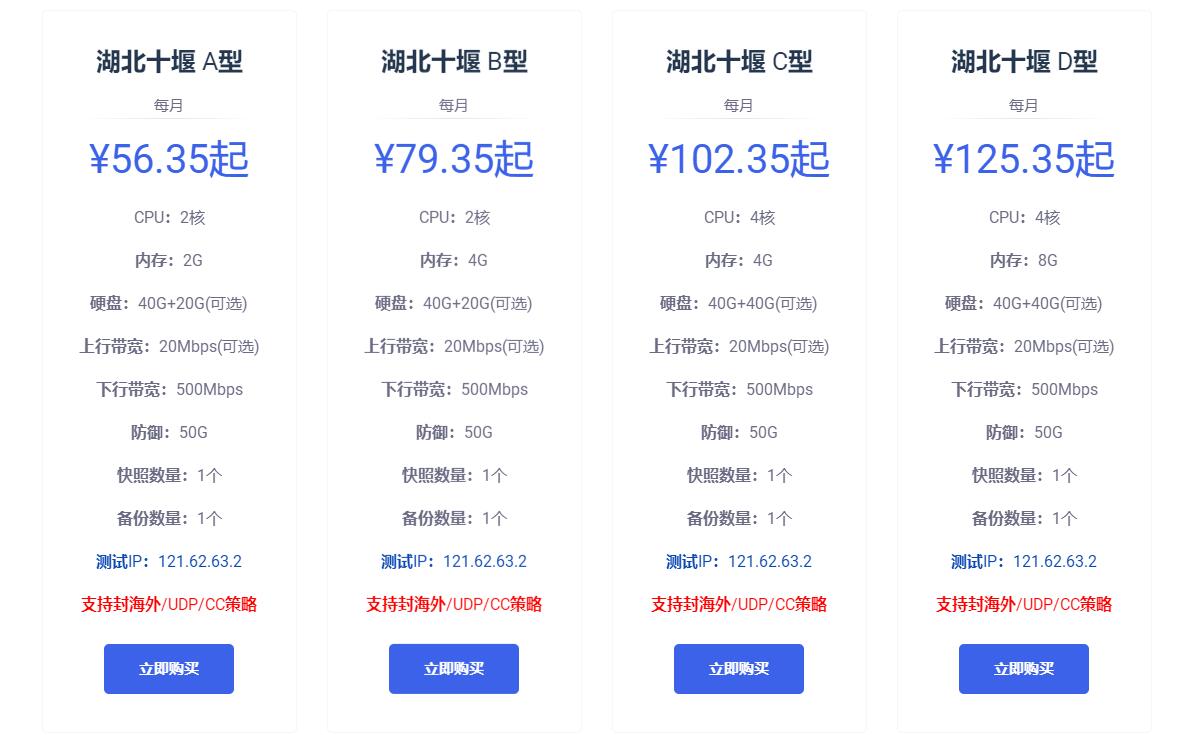 湖北十堰 A型
每月
¥56.35起
CPU：2核
内存：2G
硬盘：40G+20G(可选)
上行带宽：20Mbps(可选)
下行带宽：500Mbps
防御：50G
快照数量：1个
备份数量：1个
测试IP：121.62.63.2
支持封海外/UDP/CC策略
立即购买
湖北十堰 B型
每月
¥79.35起
CPU：2核
内存：4G
硬盘：40G+20G(可选)
上行带宽：20Mbps(可选)
下行带宽：500Mbps
防御：50G
快照数量：1个
备份数量：1个
测试IP：121.62.63.2
支持封海外/UDP/CC策略
立即购买
湖北十堰 C型
每月
¥102.35起
CPU：4核
内存：4G
硬盘：40G+40G(可选)
上行带宽：20Mbps(可选)
下行带宽：500Mbps
防御：50G
快照数量：1个
备份数量：1个
测试IP：121.62.63.2
支持封海外/UDP/CC策略
立即购买
湖北十堰 D型
每月
¥125.35起
CPU：4核
内存：8G
硬盘：40G+40G(可选)
上行带宽：20Mbps(可选)
下行带宽：500Mbps
防御：50G
快照数量：1个
备份数量：1个
测试IP：121.62.63.2
支持封海外/UDP/CC策略
立即购买